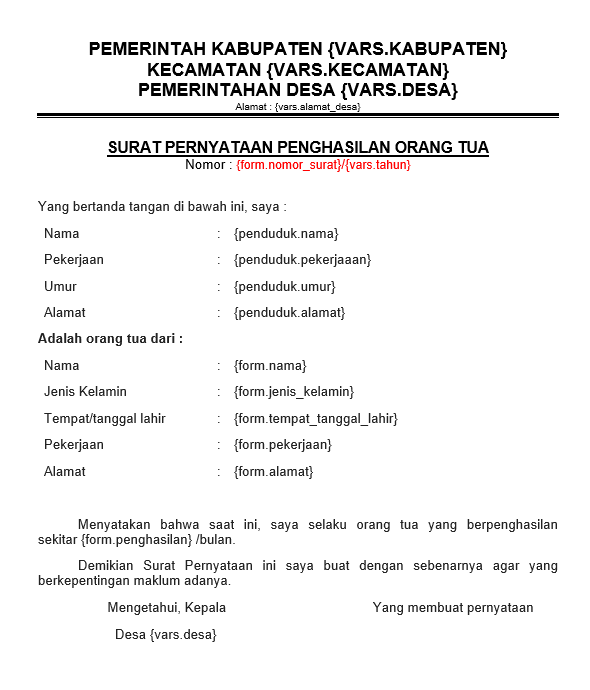 PEMERINTAH KABUPATEN {VARS.KABUPATEN}
KECAMATAN {VARS.KECAMATAN}
PEMERINTAHAN DESA {VARS.DESA}
Alamat : {vars.alamat_desa}
SURAT PERNYATAAN PENGHASILAN ORANG TUA
Nomor : {form.nomor_surat}/{vars.tahun}
Yang bertanda tangan di bawah ini, saya :
Nama : {penduduk.nama}
Pekerjaan : {penduduk.pekerjaaan}
Umur : {penduduk.umur}
Alamat : {penduduk.alamat}
Adalah orang tua dari :
Nama : {form.nama}
Jenis Kelamin : {form.jenis_kelamin}
Tempat/tanggal lahir : {form.tempat_tanggal_lahir}
Pekerjaan : {form.pekerjaan}
Alamat : {form.alamat}
Menyatakan bahwa saat ini, saya selaku orang tua yang berpenghasilan
sekitar {form.penghasilan} /bulan.
Demikian Surat Pernyataan ini saya buat dengan sebenarnya agar yang
berkepentingan maklum adanya.
Mengetahui, Kepala Yang membuat pernyataan
Desa {vars.desa}